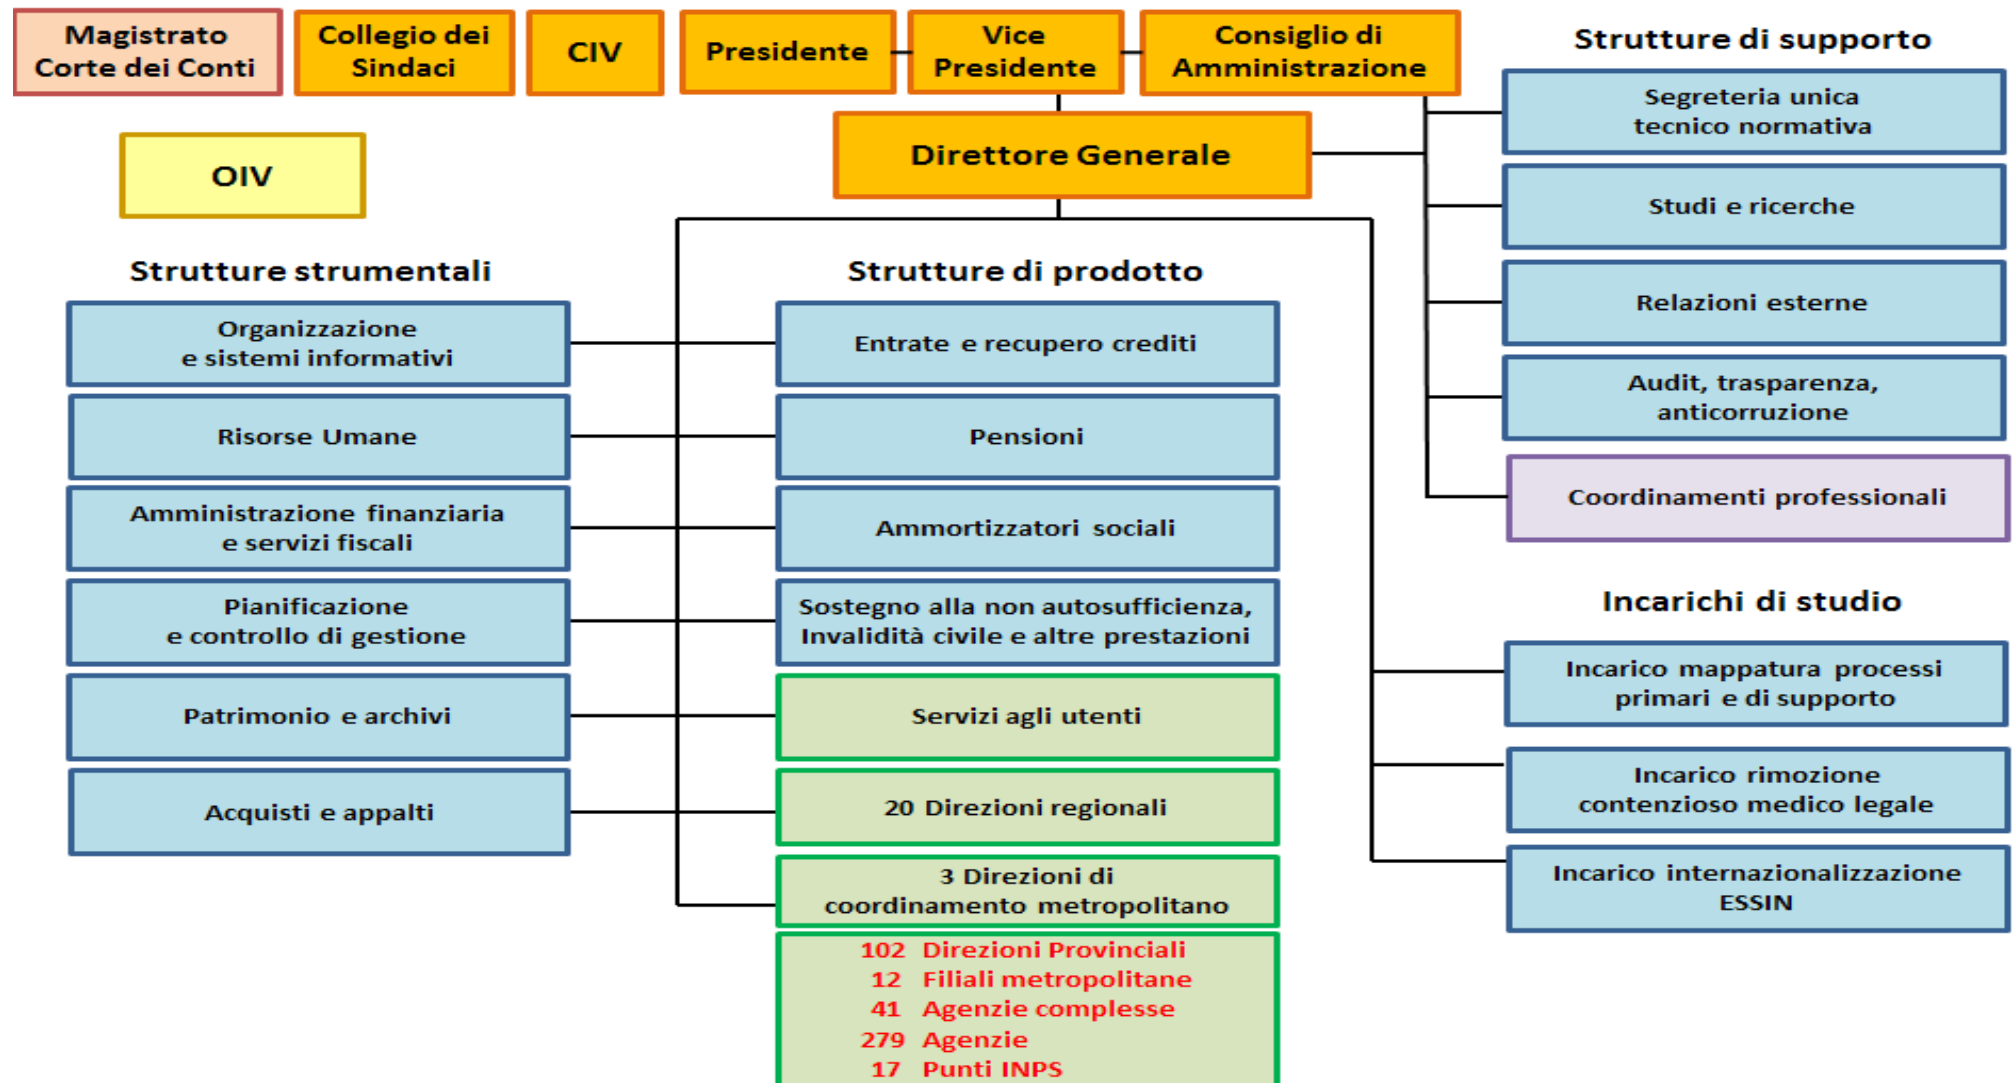 Magistrato
Corte dei Conti
Collegio dei
Sindaci
CIV
Presidente
Vice
Presidente
Consiglio di
Amministrazione
Direttore Generale
OIV
Strutture strumentali
Organizzazione
e sistemi informativi
Risorse Umane
Amministrazione finanziaria
e servizi fiscali
Pianificazione
e controllo di gestione
Patrimonio e archivi
Acquisti e appalti
Strutture di prodotto
Entrate e recupero crediti
Pensioni
Ammortizzatori sociali
Sostegno alla non autosufficienza,
Invalidità civile e altre prestazioni
Servizi agli utenti
20 Direzioni regionali
3 Direzioni di
coordinamento metropolitano
102 Direzioni Provinciali
12 Filiali metropolitane
41 Agenzie complesse
279 Agenzie
17 Punti INPS
Strutture di supporto
Segreteria unica
tecnico normativa
Studi e ricerche
Relazioni esterne
Audit, trasparenza,
anticorruzione
Coordinamenti professionali
Incarichi di studio
Incarico mappatura processi
primari e di supporto
Incarico rimozione
contenzioso medico legale
Incarico internazionalizzazione
ESSIN